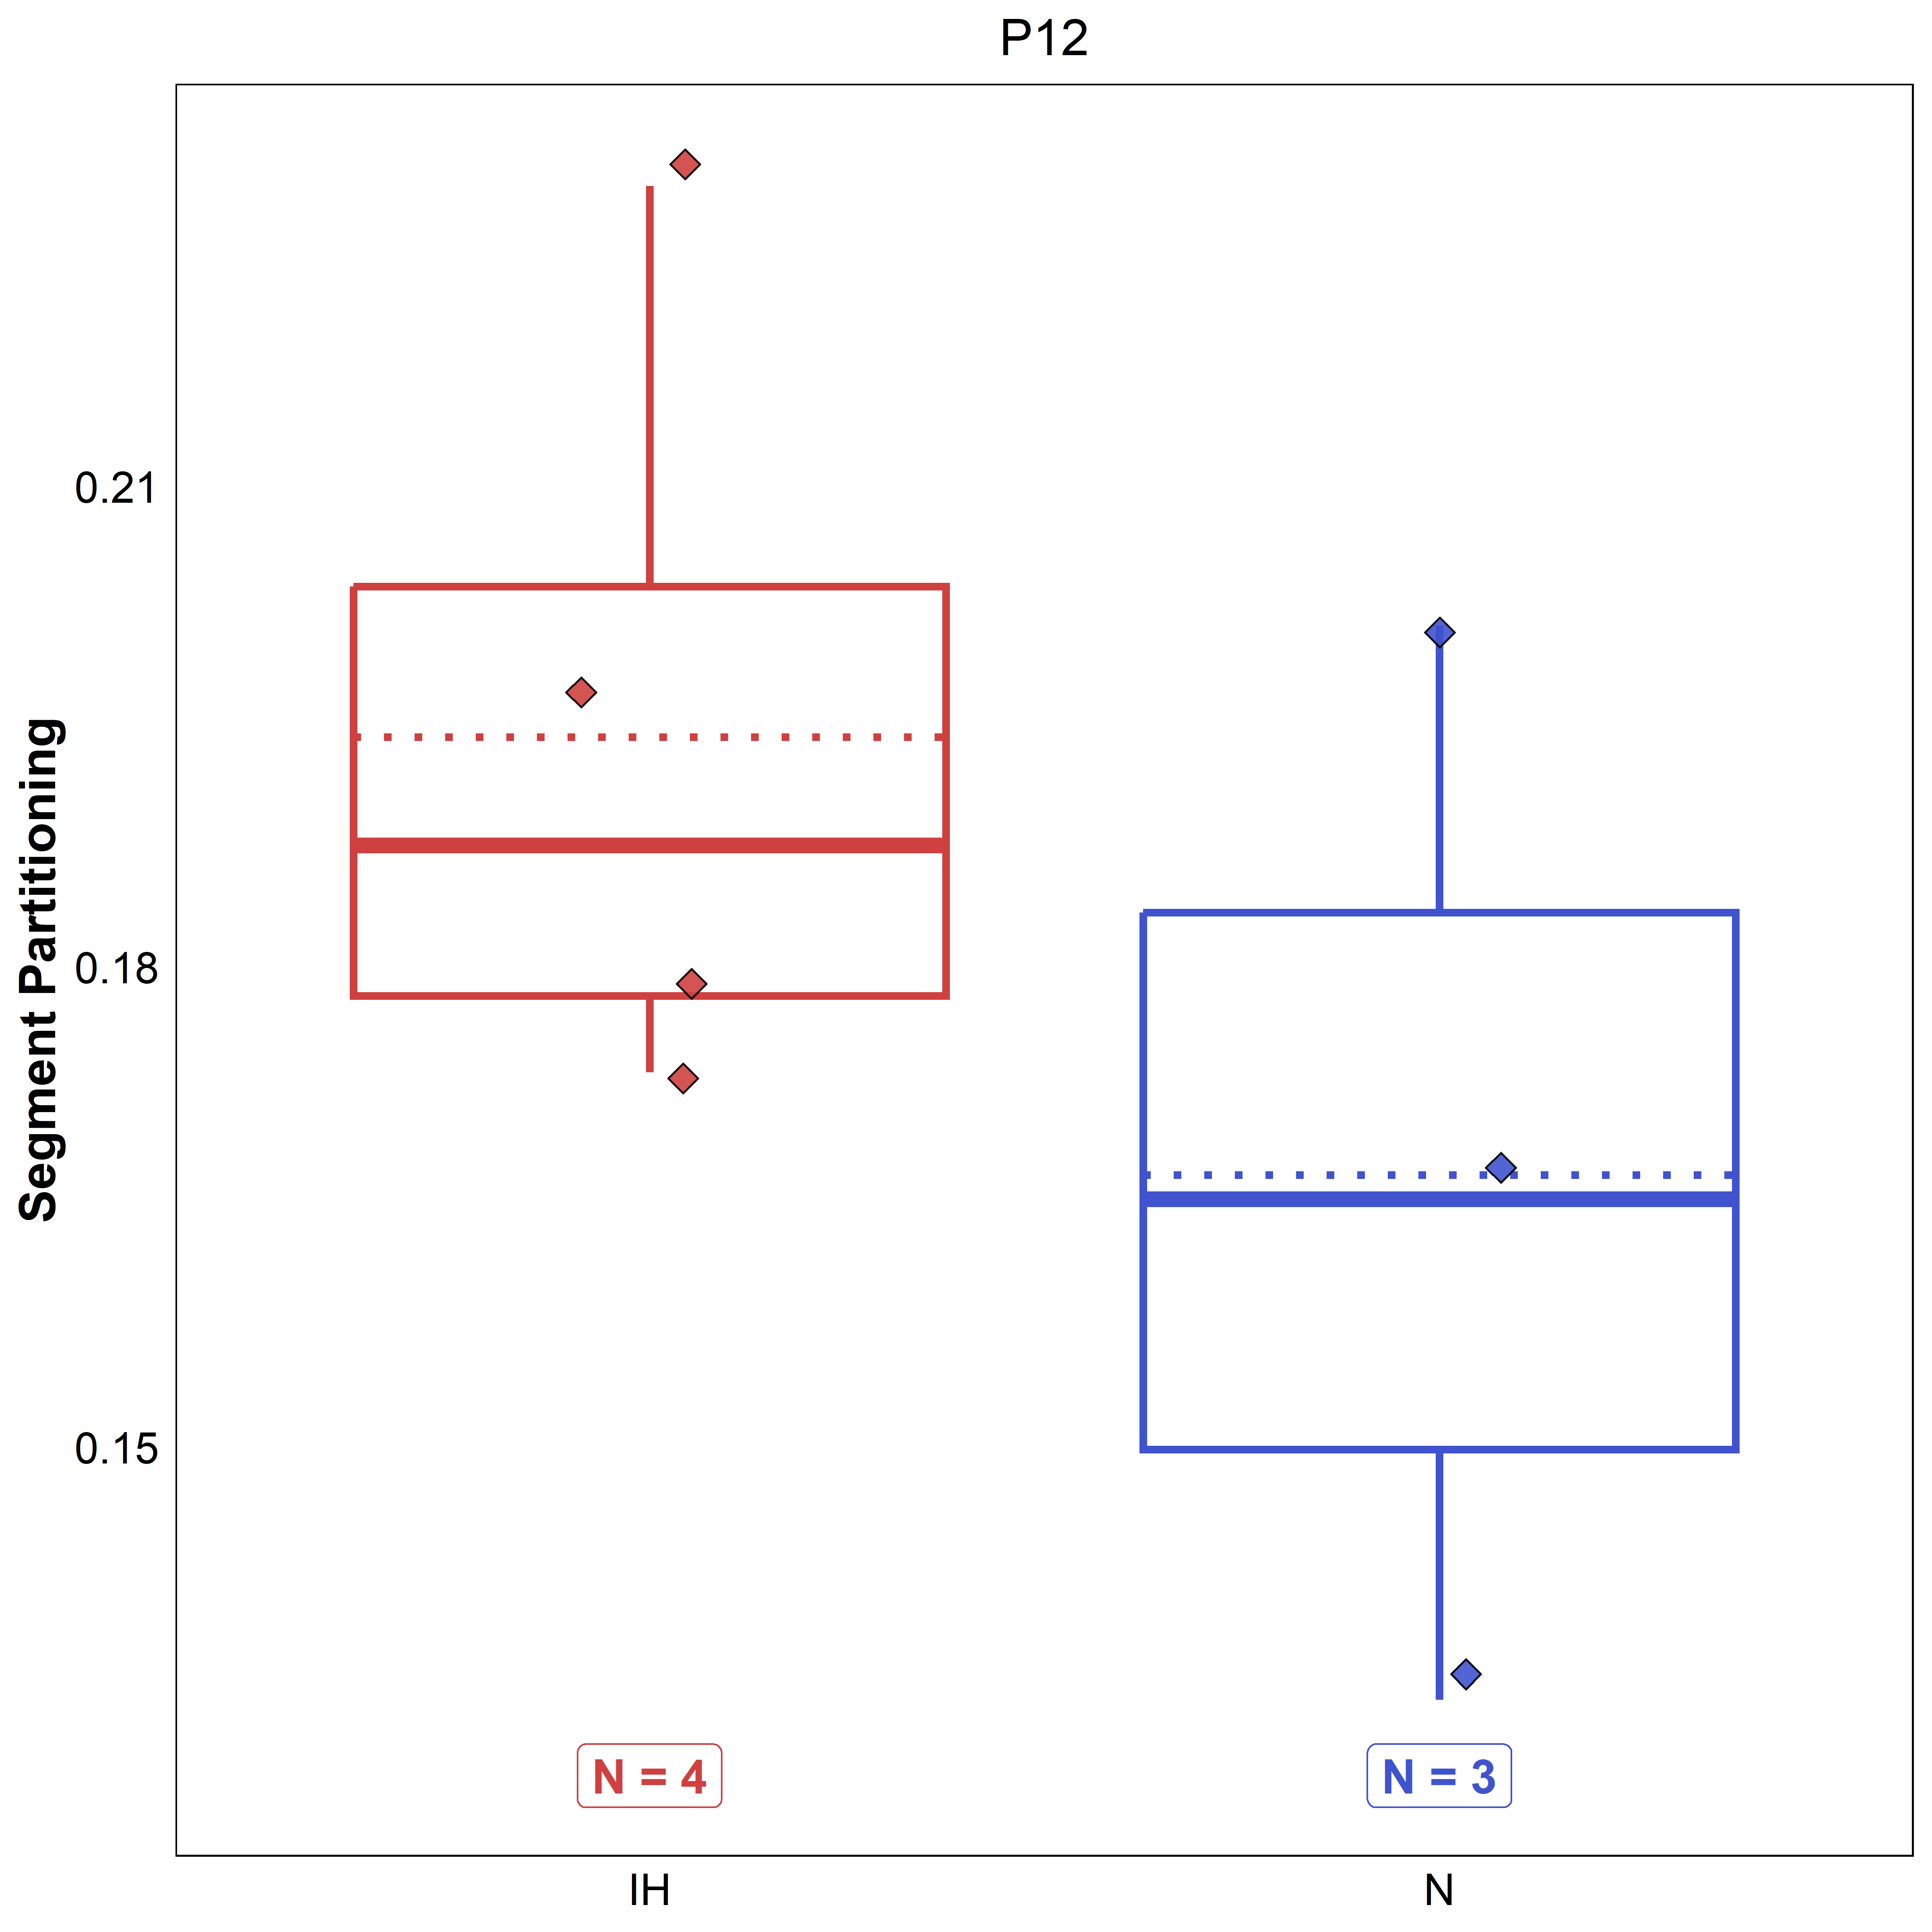 P12
Segment Partitioning
0.21
0.18
0.15
N = 4
N = 3
IH
N